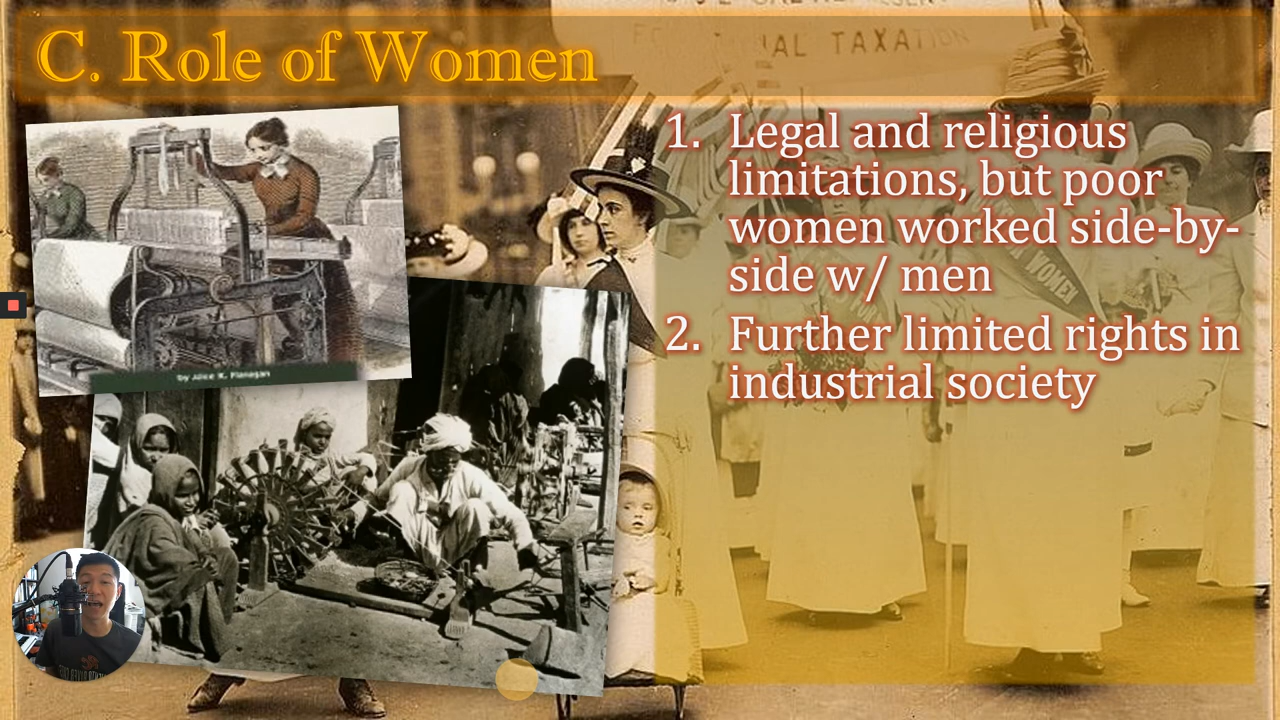 AL TAXATION
C. Role of Women
1. Legal and religious
limitations, but poor
women worked side-by-
side w/ men
2. Further limited rights in
industrial society
WOMEN
by Alice K. Flanagan